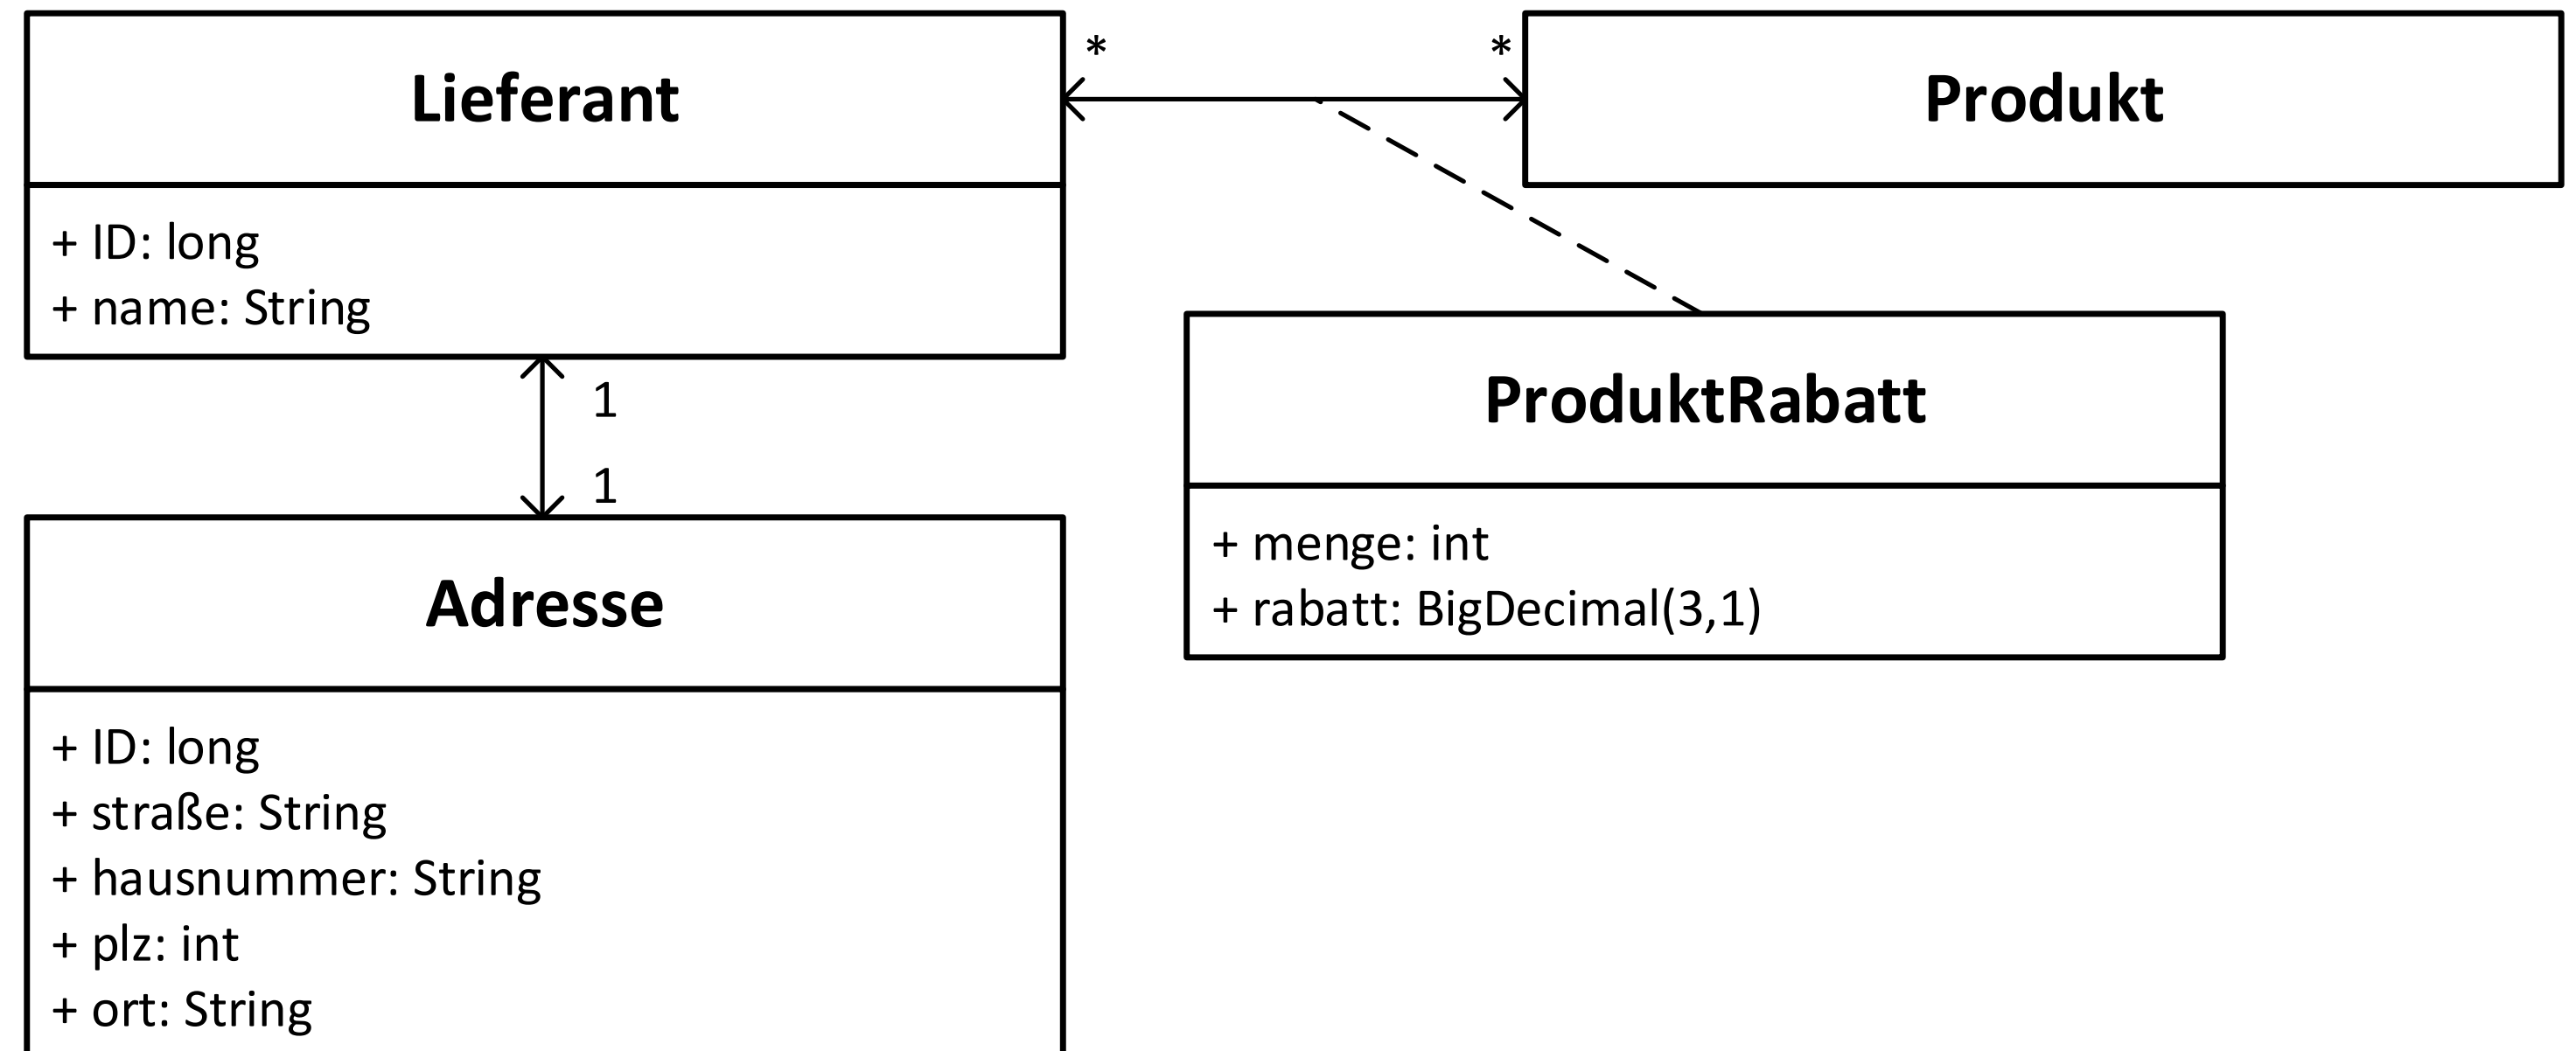 Lieferant
+ ID: long
+ name: String
*
*
Produkt
1
1
ProduktRabatt
+ menge: int
+ rabatt: BigDecimal(3,1)
Adresse
+ ID: long
+ straße: String
+ hausnummer: String
+ plz: int
+ ort: String